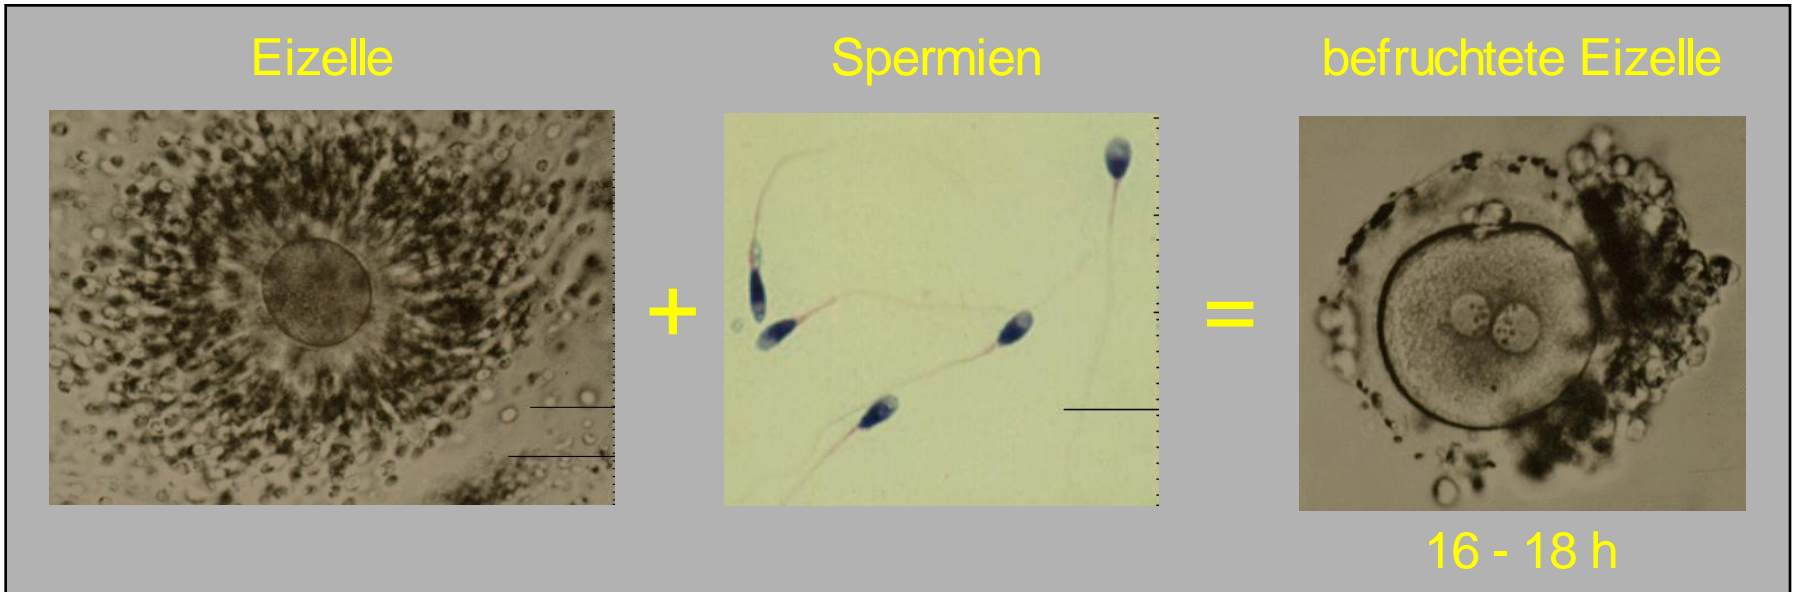 Eizelle
Spermien
befruchtete Eizelle
+
=
16 - 18 h